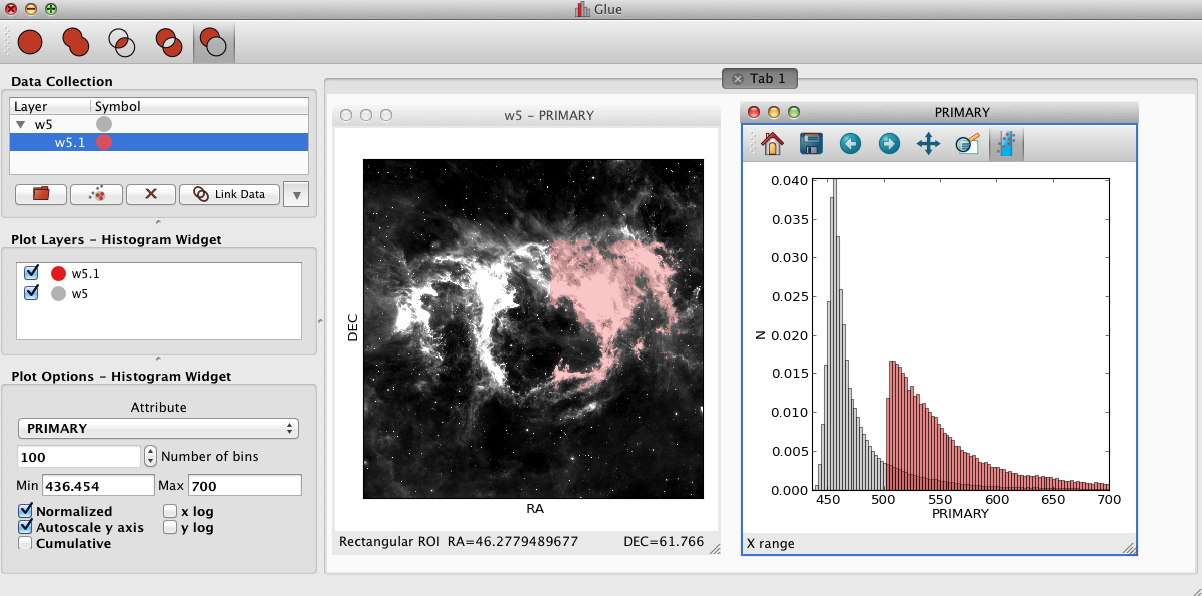 Glue
Data Collection
Layer Symbol
w5
w5.1
Link Data
Plot Layers – Histogram Widget
w5.1
w5
Plot Options – Histogram Widget
Attribute
PRIMARY
100 Number of bins
Min 436.454 Max 700
Normalized x log
Autoscale y axis y log
Cumulative
Tab 1
w5 – PRIMARY
DEC
RA
Rectangular ROI RA=46.2779489677 DEC=61.766
PRIMARY
0.040
0.035
0.030
0.025
0.020
0.015
0.010
0.005
0.000
N
450 500 550 600 650 700
PRIMARY
X range